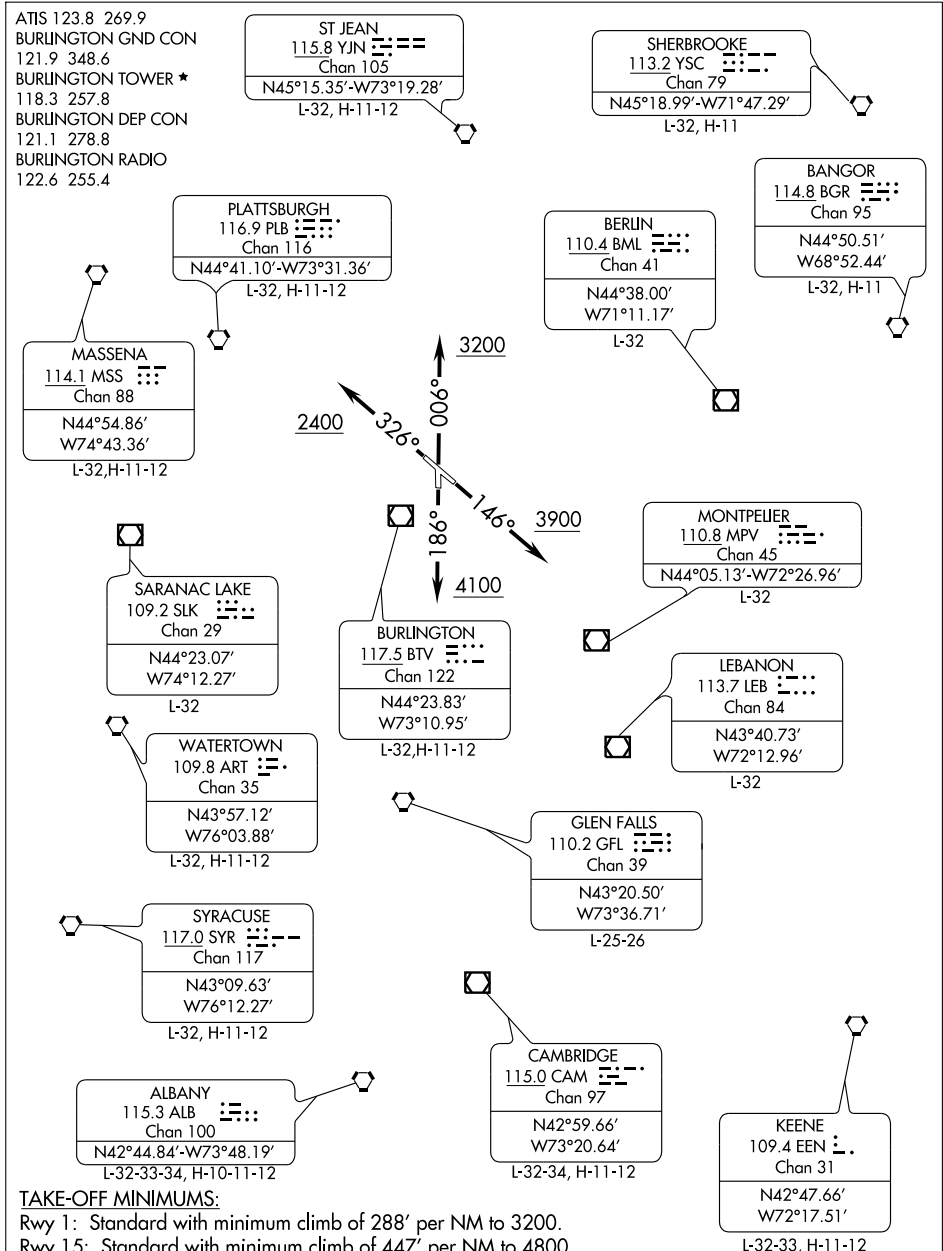 ATIS 123.8 269.9
BURLINGTON GND CON
121.9 348.6
BURLINGTON TOWER ★
118.3 257.8
BURLINGTON DEP CON
121.1 278.8
BURLINGTON RADIO
122.6 255.4
ST JEAN
115.8 YJN
Chan 105
N45°15.35′-W73°19.28′
L-32, H-11-12
SHERBROOKE
113.2 YSC
Chan 79
N45°18.99′-W71°47.29′
L-32, H-11
BANGOR
114.8 BGR
Chan 95
N44°50.51′
W68°52.44′
L-32, H-11
PLATTSBURGH
116.9 PLB
Chan 116
N44°41.10′-W73°31.36′
L-32, H-11-12
BERLIN
110.4 BML
Chan 41
N44°38.00′
W71°11.17′
L-32
MASSENA
114.1 MSS
Chan 88
N44°54.86′
W74°43.36′
L-32,H-11-12
3200
006°
2400
326°
146°
3900
186°
4100
MONTPELIER
110.8 MPV
Chan 45
N44°05.13′-W72°26.96′
L-32
SARANAC LAKE
109.2 SLK
Chan 29
N44°23.07′
W74°12.27′
L-32
BURLINGTON
117.5 BTV
Chan 122
N44°23.83′
W73°10.95′
L-32,H-11-12
LEBANON
113.7 LEB
Chan 84
N43°40.73′
W72°12.96′
L-32
WATERTOWN
109.8 ART
Chan 35
N43°57.12′
W76°03.88′
L-32, H-11-12
GLEN FALLS
110.2 GFL
Chan 39
N43°20.50′
W73°36.71′
L-25-26
SYRACUSE
117.0 SYR
Chan 117
N43°09.63′
W76°12.27′
L-32, H-11-12
CAMBRIDGE
115.0 CAM
Chan 97
N42°59.66′
W73°20.64′
L-32-34, H-11-12
ALBANY
115.3 ALB
Chan 100
N42°44.84′-W73°48.19′
L-32-33-34, H-10-11-12
KEENE
109.4 EEN
Chan 31
N42°47.66′
W72°17.51′
L-32-33, H-11-12
TAKE-OFF MINIMUMS:
Rwy 1: Standard with minimum climb of 288′ per NM to 3200.
Rwy 15: Standard with minimum climb of 447′ per NM to 4800.